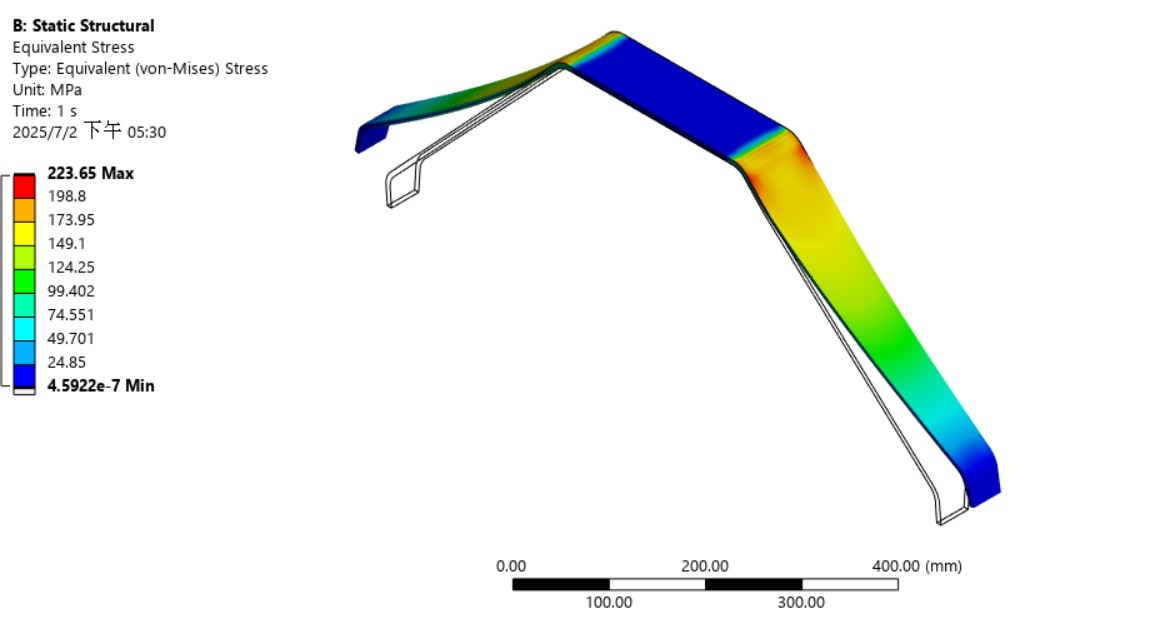 B: Static Structural
Equivalent Stress
Type: Equivalent (von-Mises) Stress
Unit: MPa
Time: 1 s
2025/7/2 下午 05:30
223.65 Max
198.8
173.95
149.1
124.25
99.402
74.551
49.701
24.85
4.5922e-7 Min
0.00 200.00 400.00 (mm)
100.00 300.00